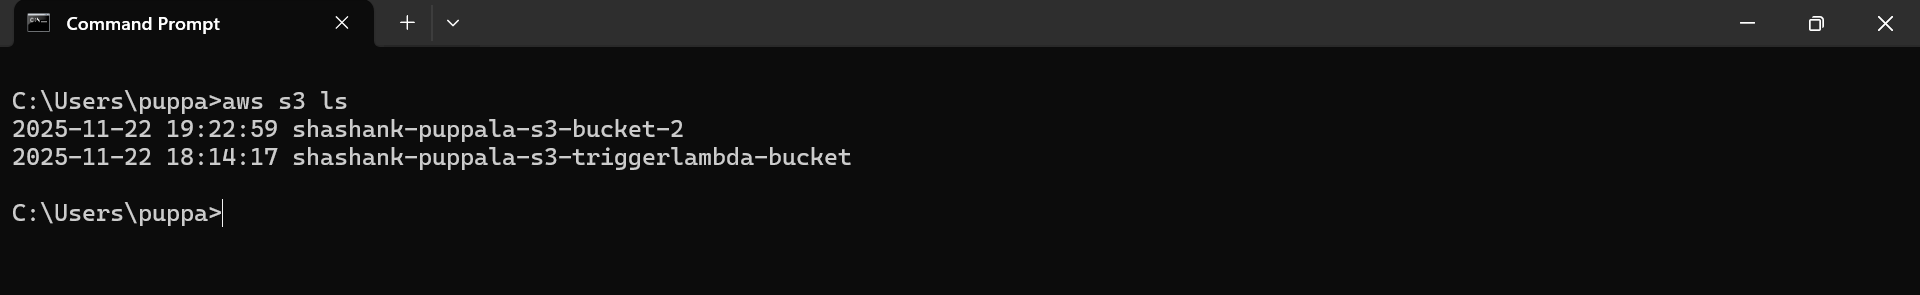 Command Prompt
C:\Users\puppa>aws s3 ls
2025-11-22 19:22:59 shashank-puppala-s3-bucket-2
2025-11-22 18:14:17 shashank-puppala-s3-triggerlambda-bucket
C:\Users\puppa>